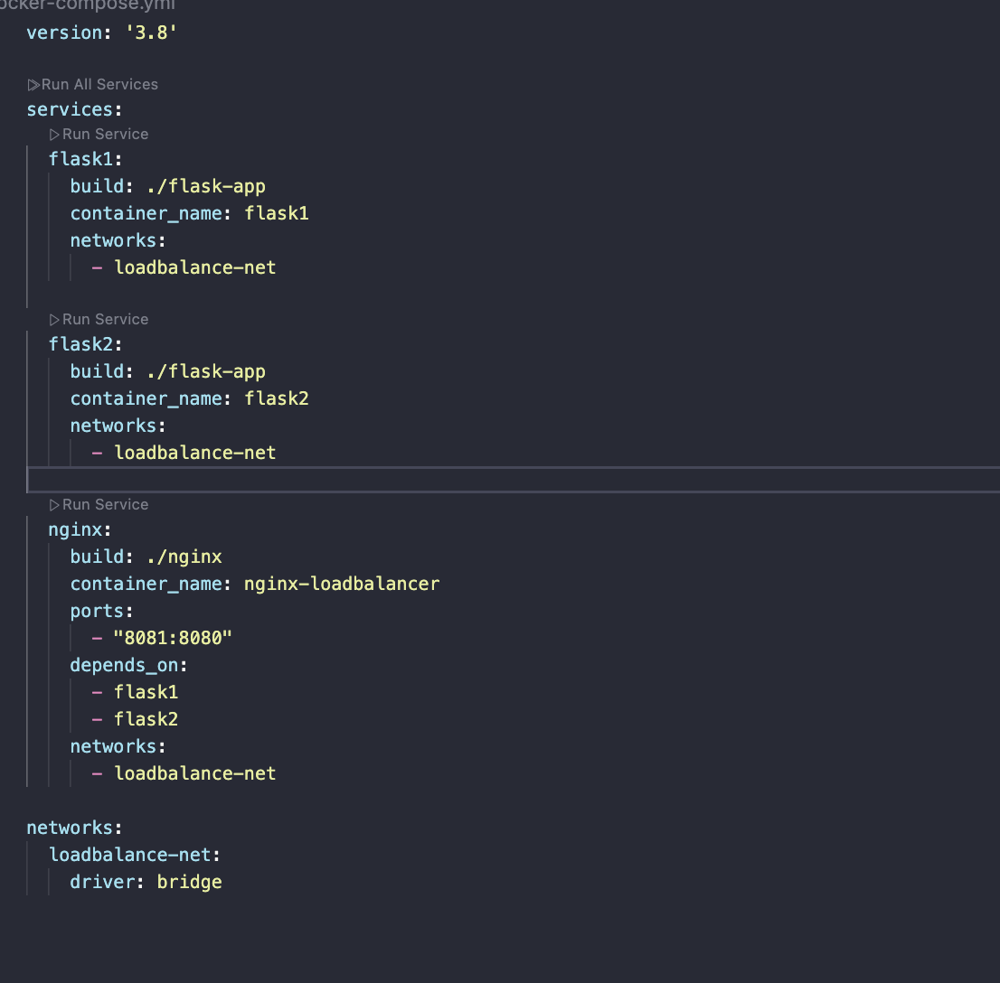 ocker-compose.yml
version: '3.8'
Run All Services
services:
Run Service
flask1:
build: ./flask-app
container_name: flask1
networks:
- loadbalance-net
Run Service
flask2:
build: ./flask-app
container_name: flask2
networks:
- loadbalance-net
Run Service
nginx:
build: ./nginx
container_name: nginx-loadbalancer
ports:
- "8081:8080"
depends_on:
- flask1
- flask2
networks:
- loadbalance-net
networks:
loadbalance-net:
driver: bridge